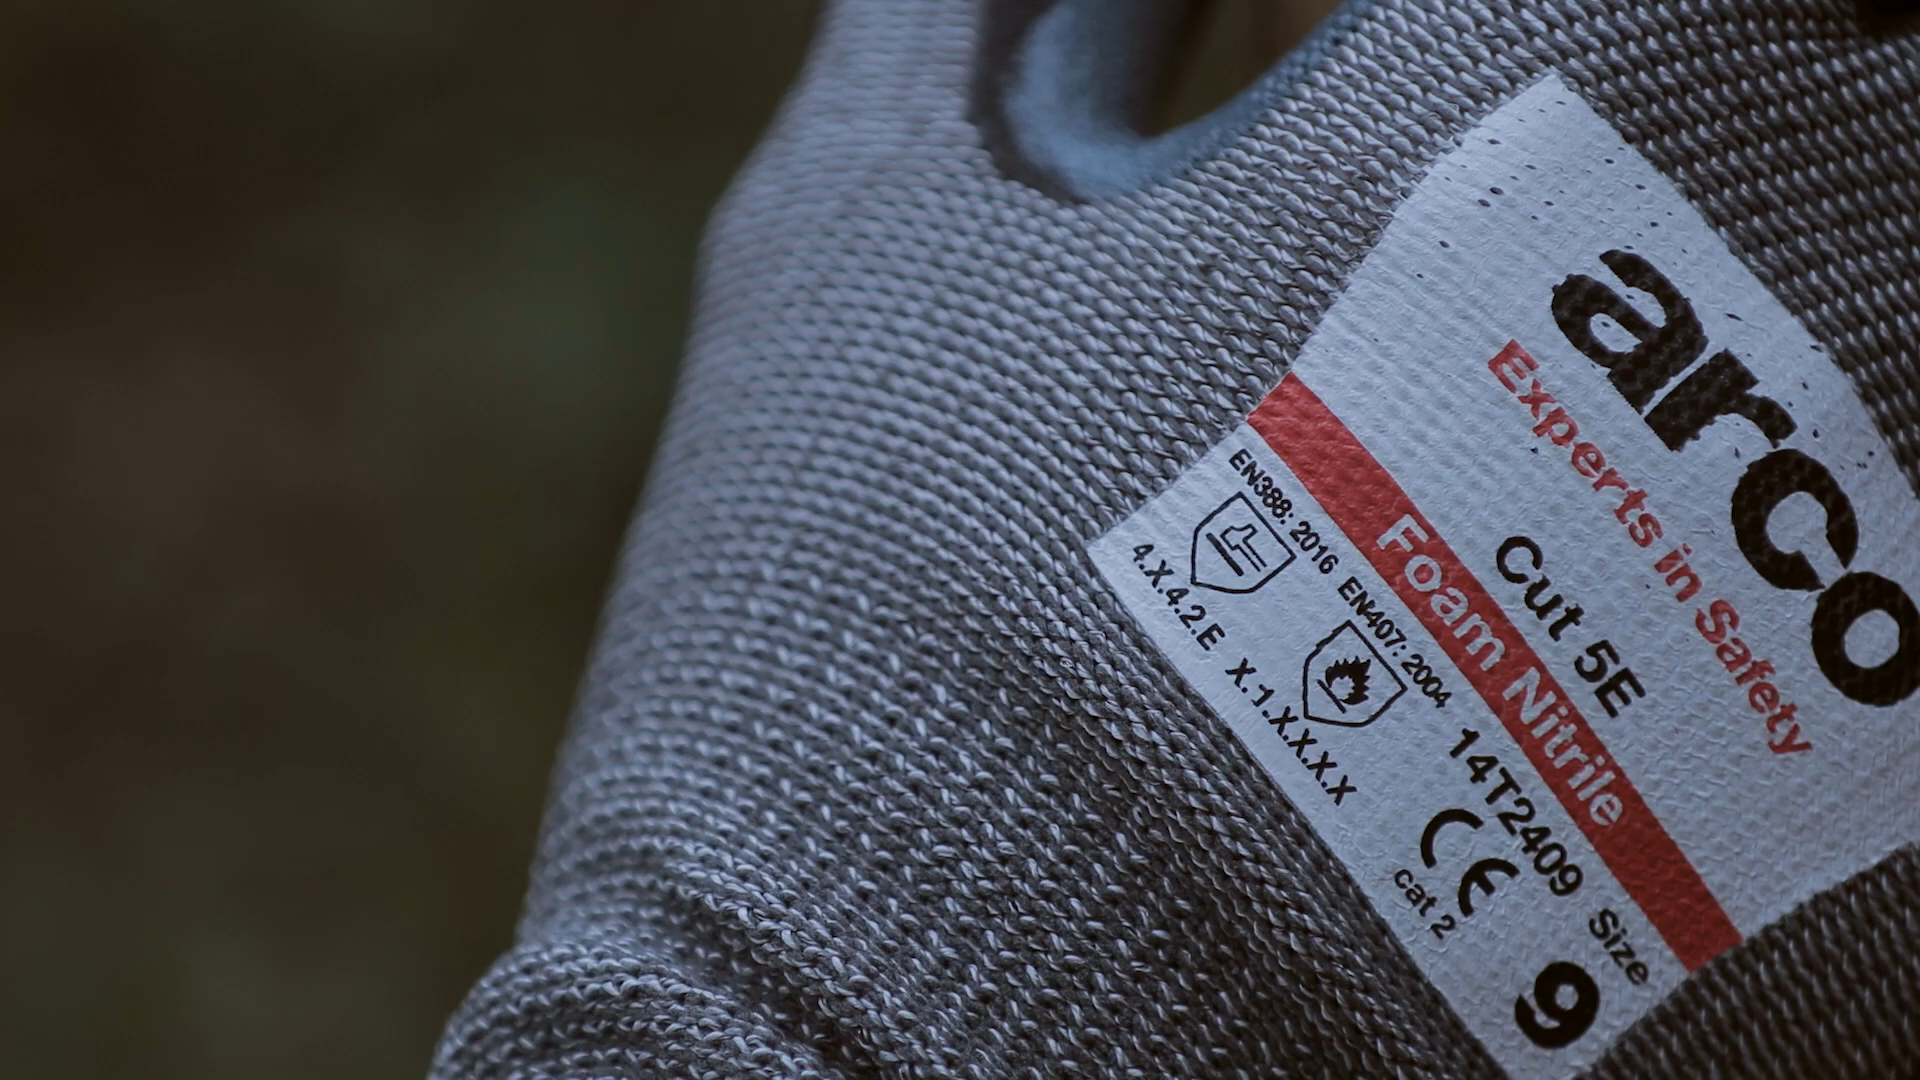 arco
Experts in Safety
Cut 5E
Foam Nitrile
EN388: 2016
4.X.4.2.E
EN407: 2004
X.1.X.X.X.X
14T2409
CE
cat 2
Size
9